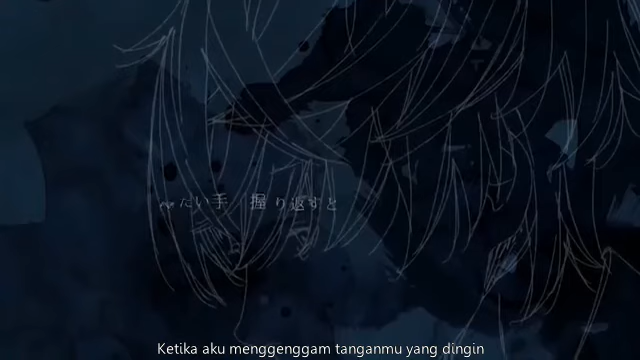 たい手 握り返すと
Ketika aku menggenggam tanganmu yang dingin